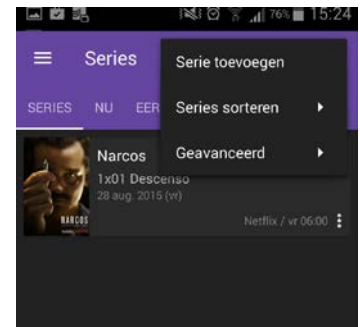 76% 15:24
Series
Serie toevoegen
SERIES NU EER
Series sorteren
Geavanceerd
Narcos
1x01 Descenso
28 aug. 2015 (vr)
NARCOS
Netflix / vr 06:00